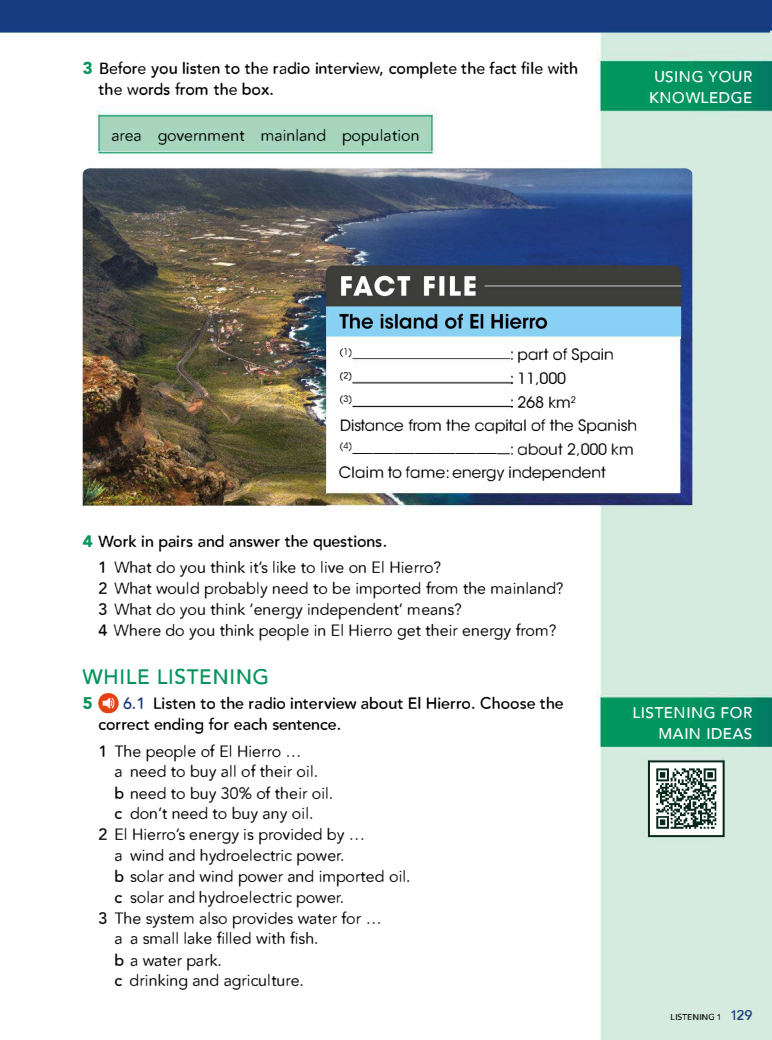 3 Before you listen to the radio interview, complete the fact file with
the words from the box.
USING YOUR
KNOWLEDGE
area government mainland population
FACT FILE
The island of El Hierro
(1)____________________: part of Spain
(2)____________________: 11,000
(3)____________________: 268 km²
Distance from the capital of the Spanish
(4)____________________: about 2,000 km
Claim to fame: energy independent
4 Work in pairs and answer the questions.
1 What do you think it's like to live on El Hierro?
2 What would probably need to be imported from the mainland?
3 What do you think 'energy independent' means?
4 Where do you think people in El Hierro get their energy from?
WHILE LISTENING
5 6.1 Listen to the radio interview about El Hierro. Choose the
correct ending for each sentence.
LISTENING FOR
MAIN IDEAS
1 The people of El Hierro …
a need to buy all of their oil.
b need to buy 30% of their oil.
c don't need to buy any oil.
2 El Hierro's energy is provided by …
a wind and hydroelectric power.
b solar and wind power and imported oil.
c solar and hydroelectric power.
3 The system also provides water for …
a a small lake filled with fish.
b a water park.
c drinking and agriculture.
LISTENING 1 129